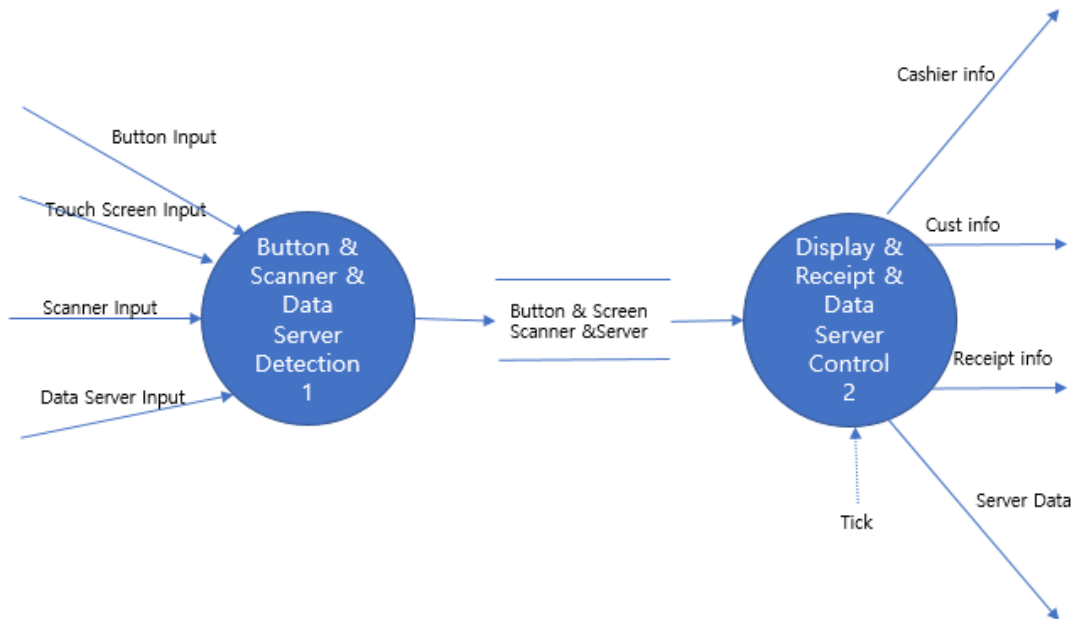 Cashier info
Button Input
Touch Screen Input
Scanner Input
Data Server Input
Button &
Scanner &
Data
Server
Detection
1
Button & Screen
Scanner &Server
Display &
Receipt &
Data
Server
Control
2
Cust info
Receipt info
Server Data
Tick